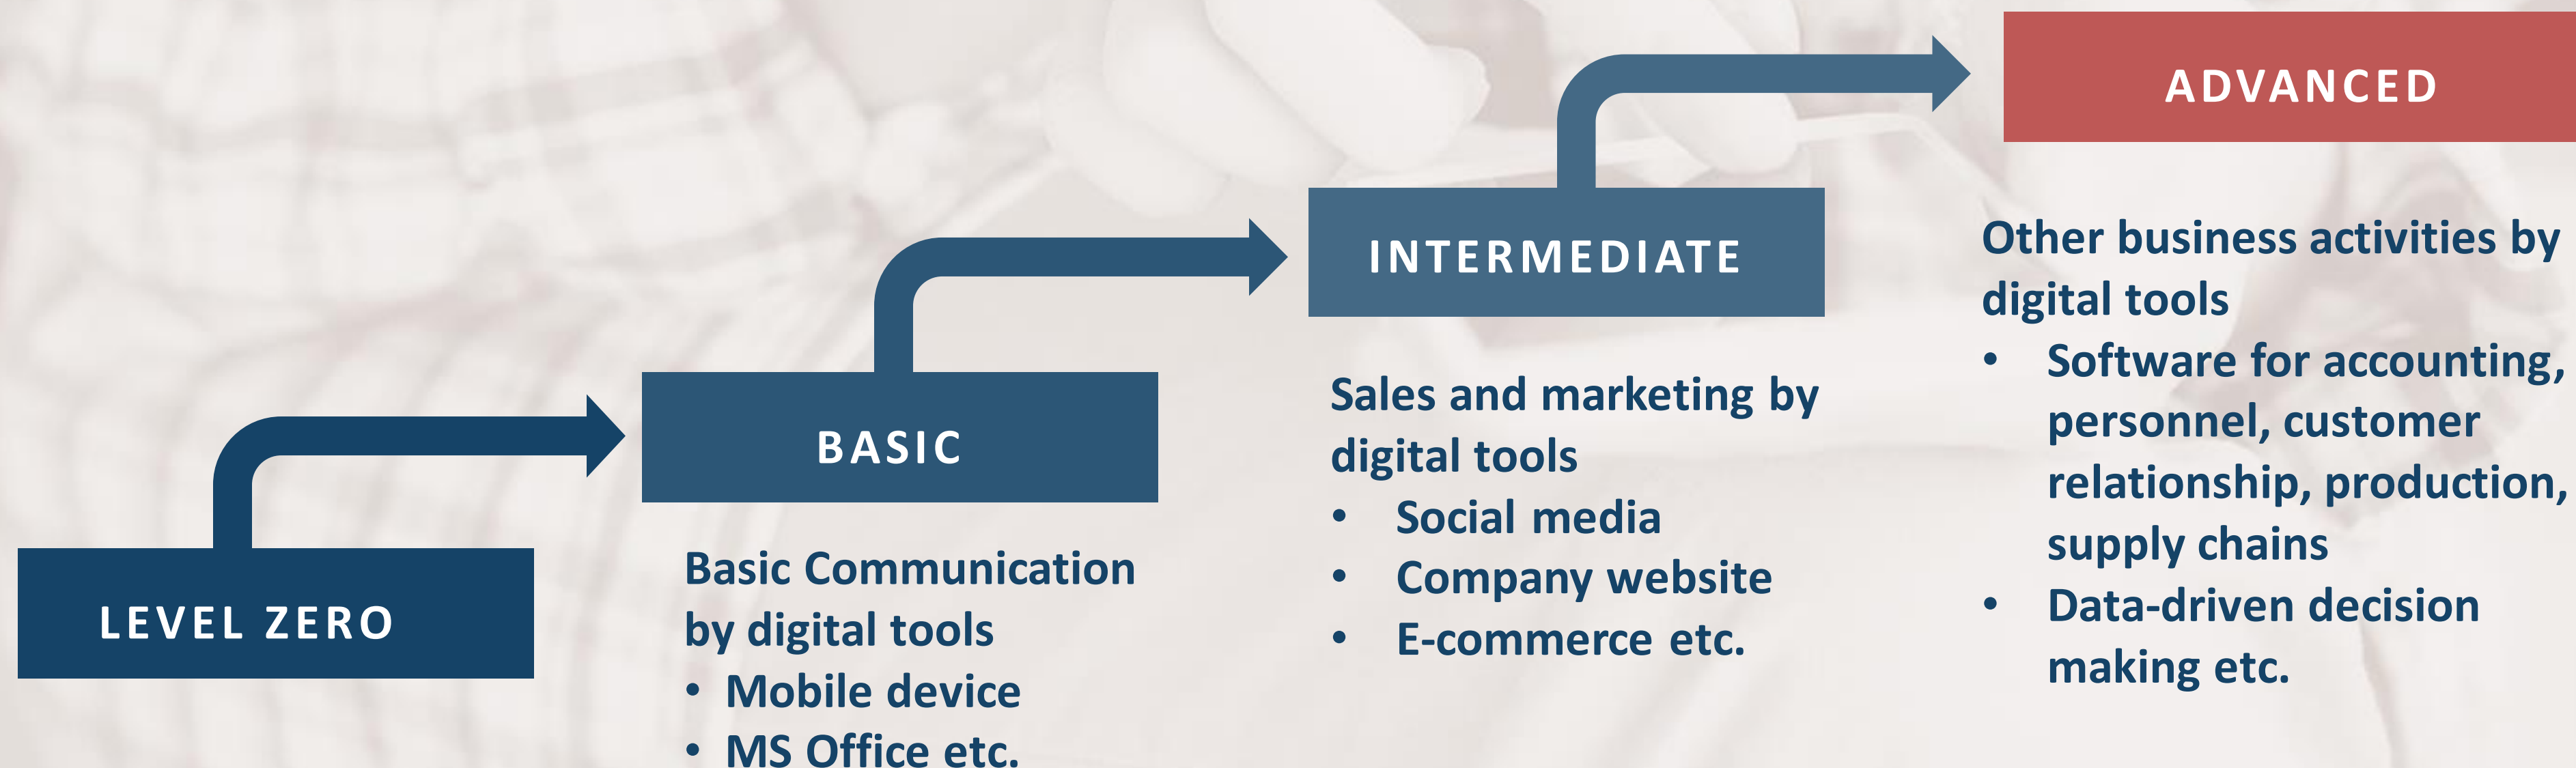 LEVEL ZERO
BASIC
Basic Communication
by digital tools
• Mobile device
• MS Office etc.
INTERMEDIATE
Sales and marketing by
digital tools
• Social media
• Company website
• E-commerce etc.
ADVANCED
Other business activities by
digital tools
• Software for accounting,
personnel, customer
relationship, production,
supply chains
• Data-driven decision
making etc.